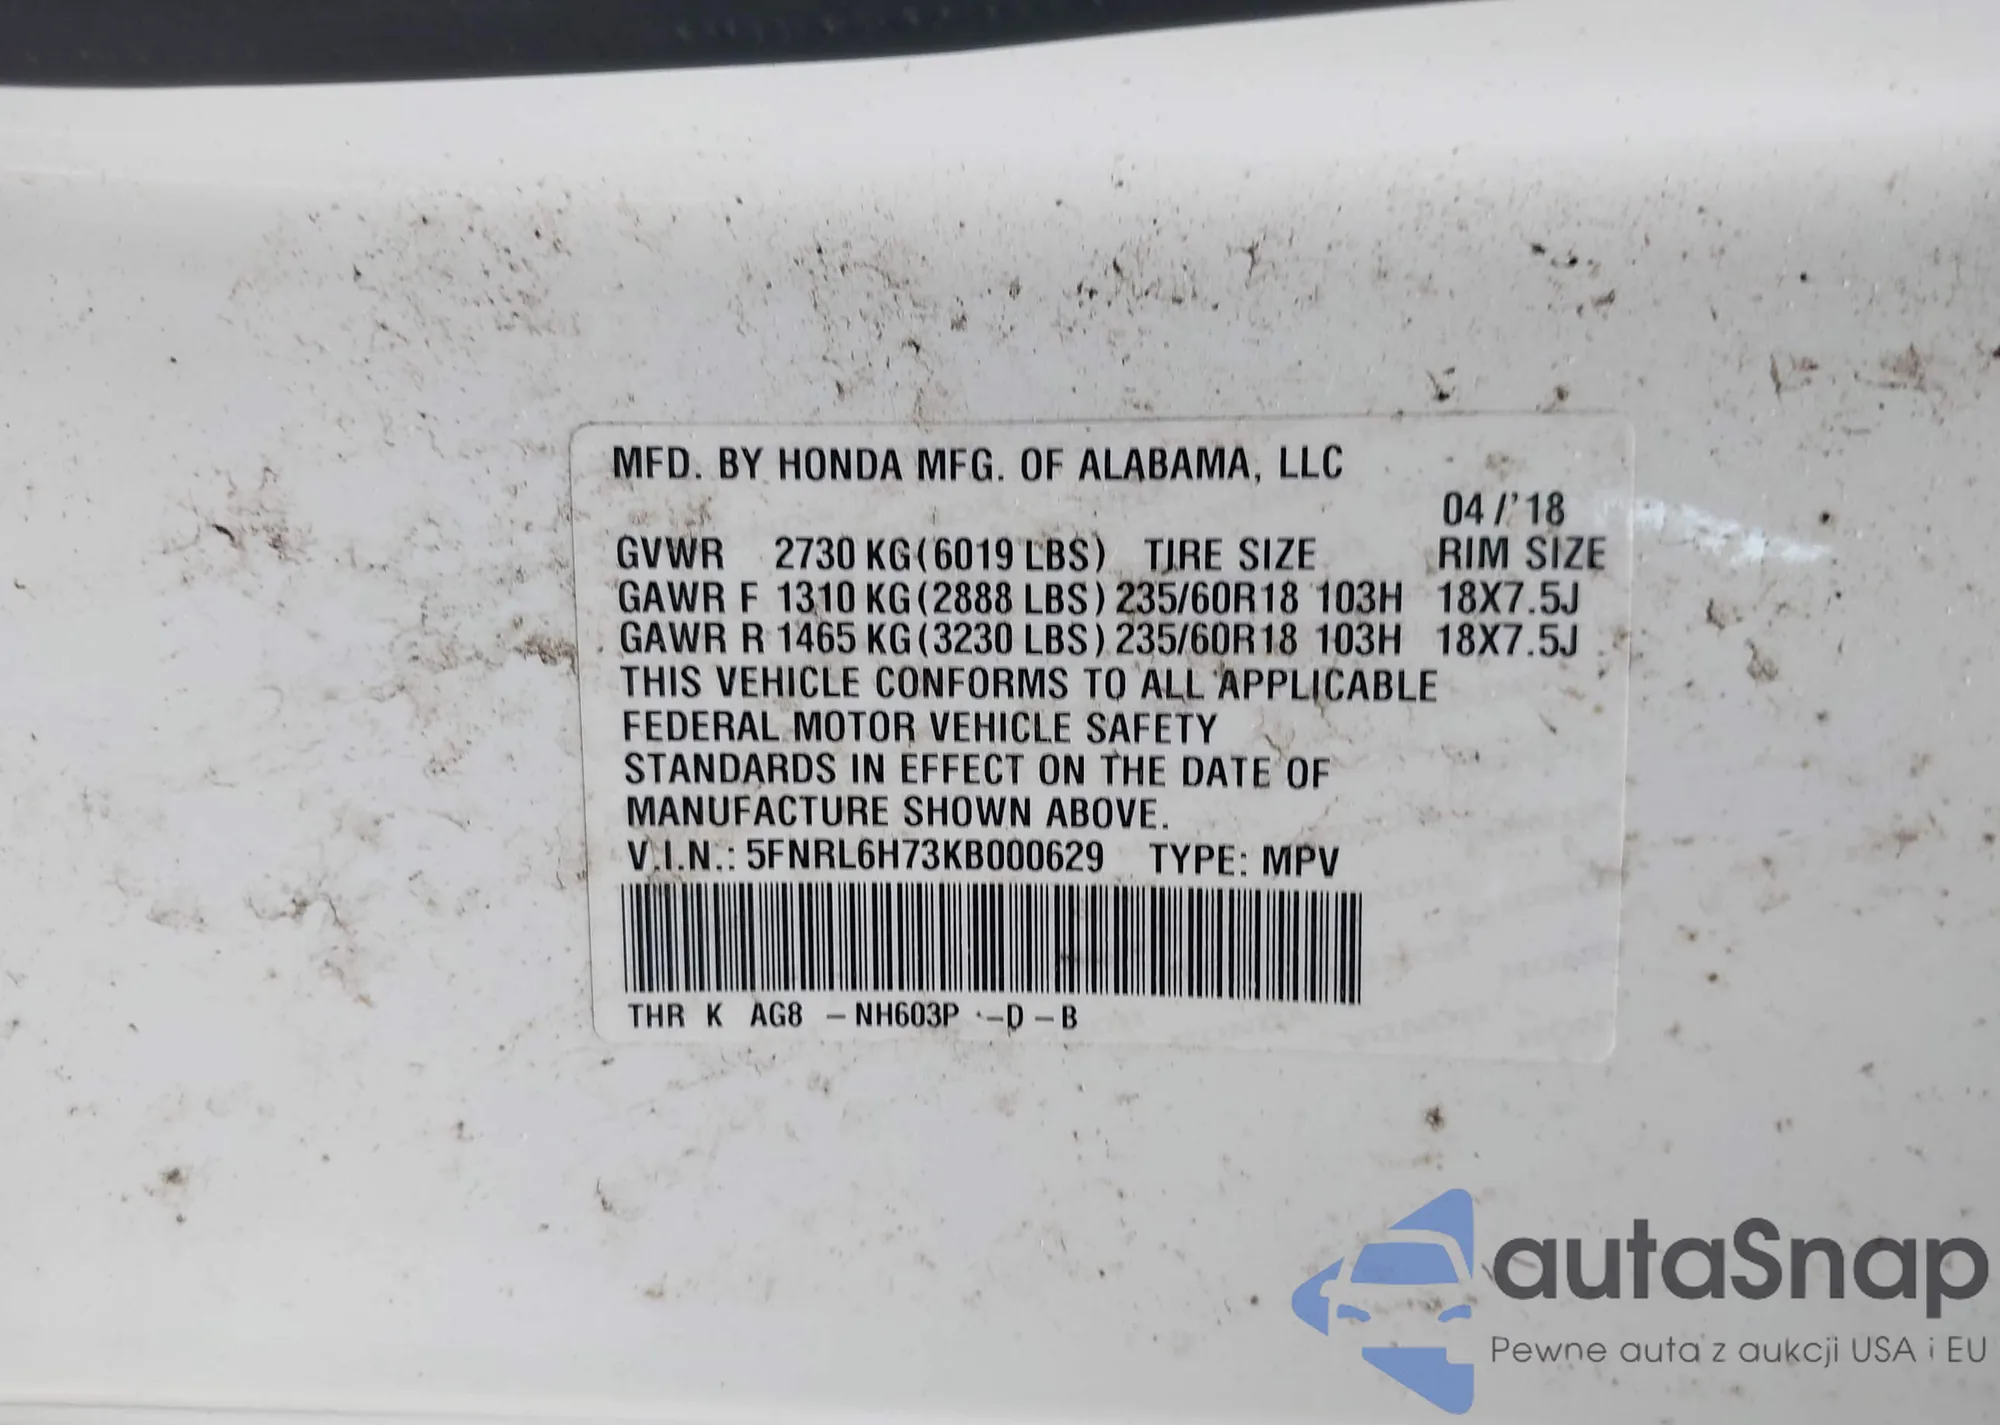 MFD. BY HONDA MFG. OF ALABAMA, LLC
04 /'18
GVWR 2730 KG (6019 LBS) TIRE SIZE RIM SIZE
GAWR F 1310 KG (2888 LBS) 235/60R18 103H 18X7.5J
GAWR R 1465 KG (3230 LBS) 235/60R18 103H 18X7.5J
THIS VEHICLE CONFORMS TO ALL APPLICABLE
FEDERAL MOTOR VEHICLE SAFETY
STANDARDS IN EFFECT ON THE DATE OF
MANUFACTURE SHOWN ABOVE.
V.I.N.: 5FNRL6H73KB000629 TYPE: MPV
THR K AG8 – NH603P – D – B
autaSnap
Pewne auta z aukcji USA i EU